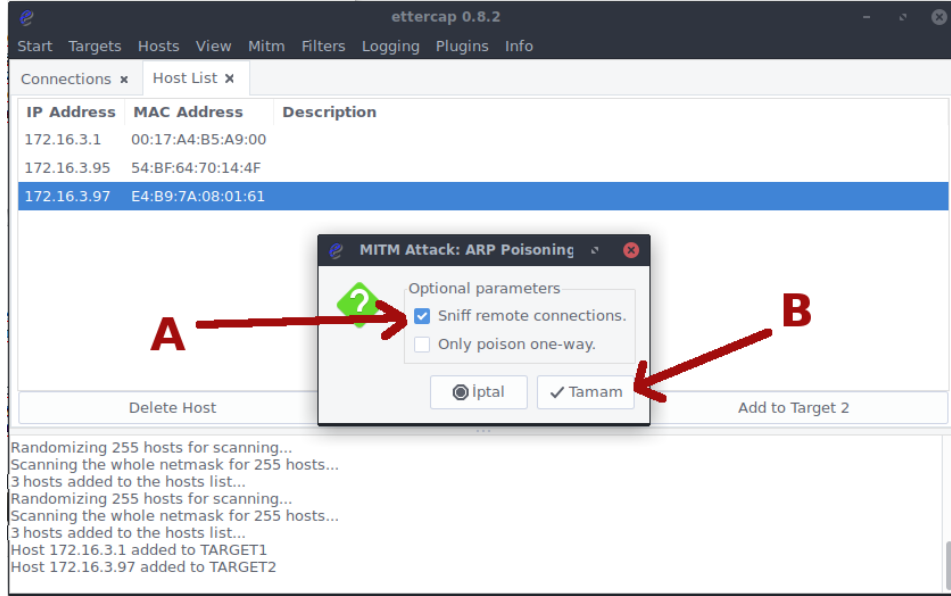 ettercap 0.8.2
Start Targets Hosts View Mitm Filters Logging Plugins Info
Connections × Host List ×
IP Address MAC Address Description
172.16.3.1 00:17:A4:B5:A9:00
172.16.3.95 54:BF:64:70:14:4F
172.16.3.97 E4:B9:7A:08:01:61
MITM Attack: ARP Poisoning
Optional parameters
Sniff remote connections.
Only poison one-way.
A
B
İptal Tamam
Delete Host Add to Target 2
Randomizing 255 hosts for scanning...
Scanning the whole netmask for 255 hosts...
3 hosts added to the hosts list...
Randomizing 255 hosts for scanning...
Scanning the whole netmask for 255 hosts...
3 hosts added to the hosts list...
Host 172.16.3.1 added to TARGET1
Host 172.16.3.97 added to TARGET2